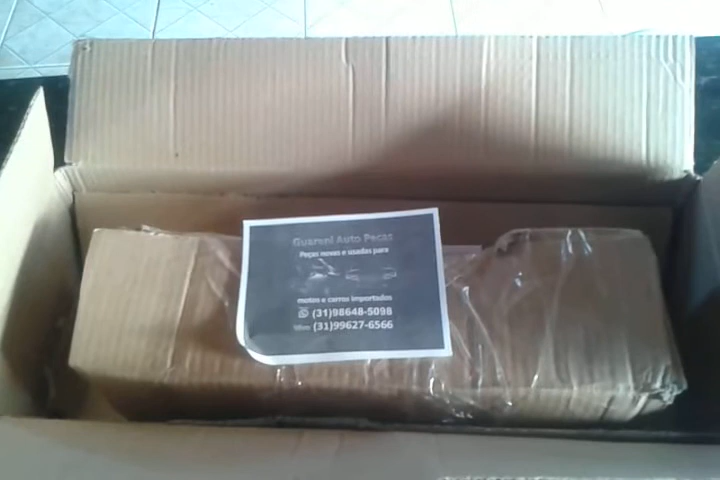 Guarani Auto Peças
Peças novas e usadas para
motos e carros importados
(31)98648-5098
(31)99627-6566